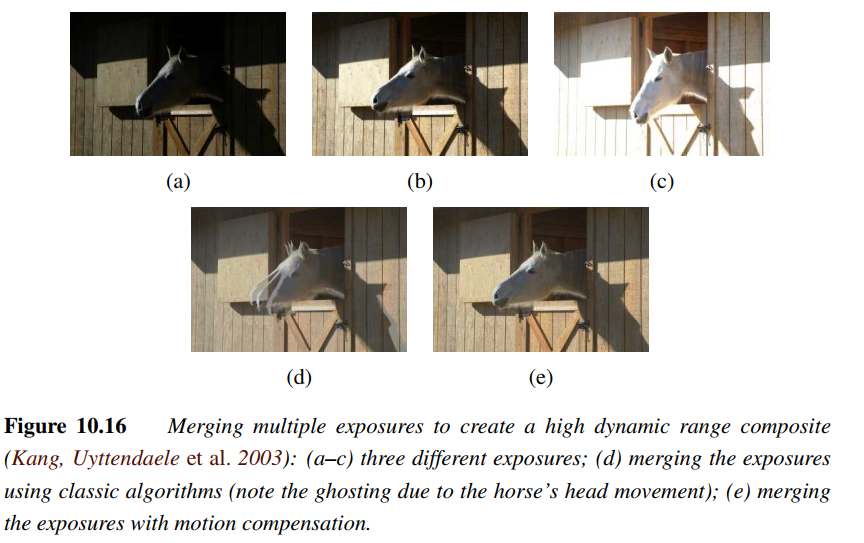 (a) (b) (c)
(d) (e)
Figure 10.16 Merging multiple exposures to create a high dynamic range composite
(Kang, Uyttendaele et al. 2003): (a–c) three different exposures; (d) merging the exposures
using classic algorithms (note the ghosting due to the horse’s head movement); (e) merging
the exposures with motion compensation.